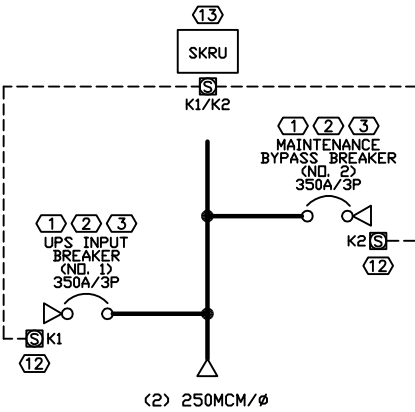 13
SKRU
S
K1/K2
1 2 3
MAINTENANCE
BYPASS BREAKER
(NO. 2)
350A/3P
K2 S
12
1 2 3
UPS INPUT
BREAKER
(NO. 1)
350A/3P
S K1
12
(2) 250MCM/Ø